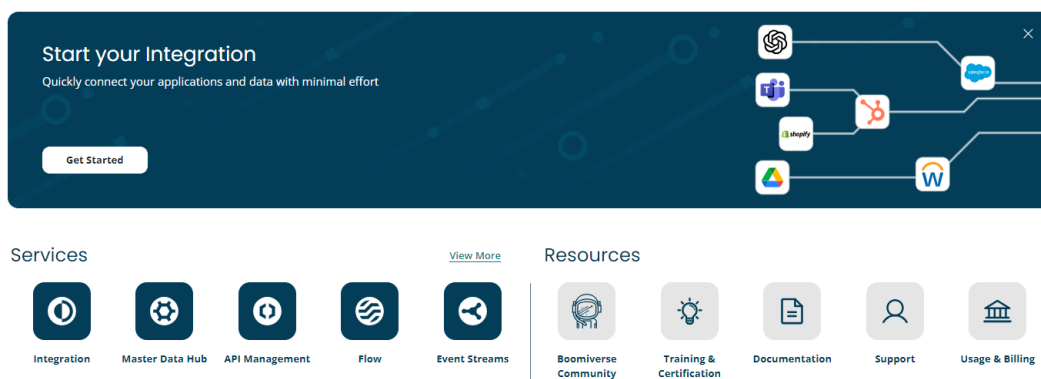 Start your Integration
Quickly connect your applications and data with minimal effort
Get Started
salesforce
shopify
Services
View More
Resources
Integration
Master Data Hub
API Management
Flow
Event Streams
Boomiverse
Community
Training &
Certification
Documentation
Support
Usage & Billing